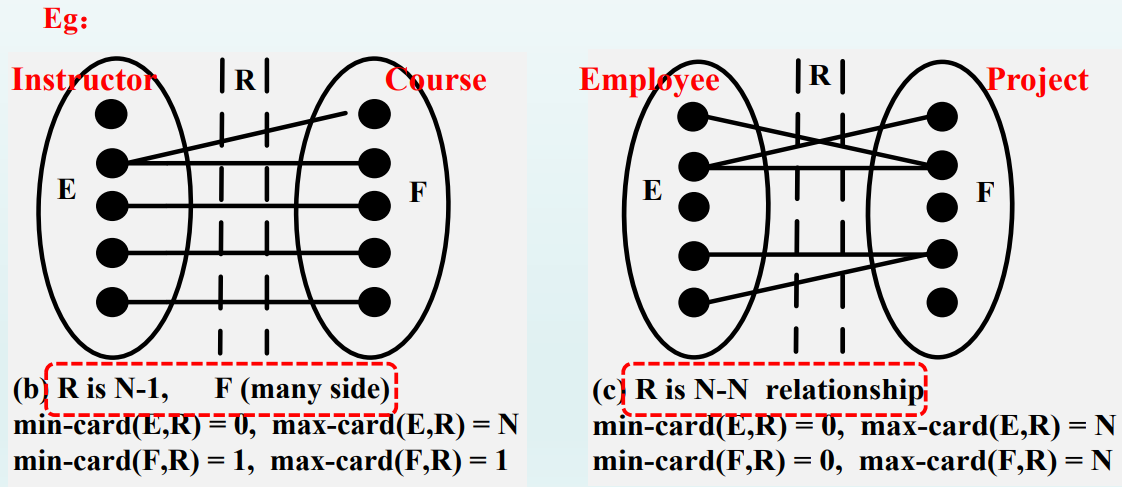 Eg:
Instructor R Course
E F
(b) R is N-1, F (many side)
min-card(E,R) = 0, max-card(E,R) = N
min-card(F,R) = 1, max-card(F,R) = 1
Employee R Project
E F
(c) R is N-N relationship
min-card(E,R) = 0, max-card(E,R) = N
min-card(F,R) = 0, max-card(F,R) = N